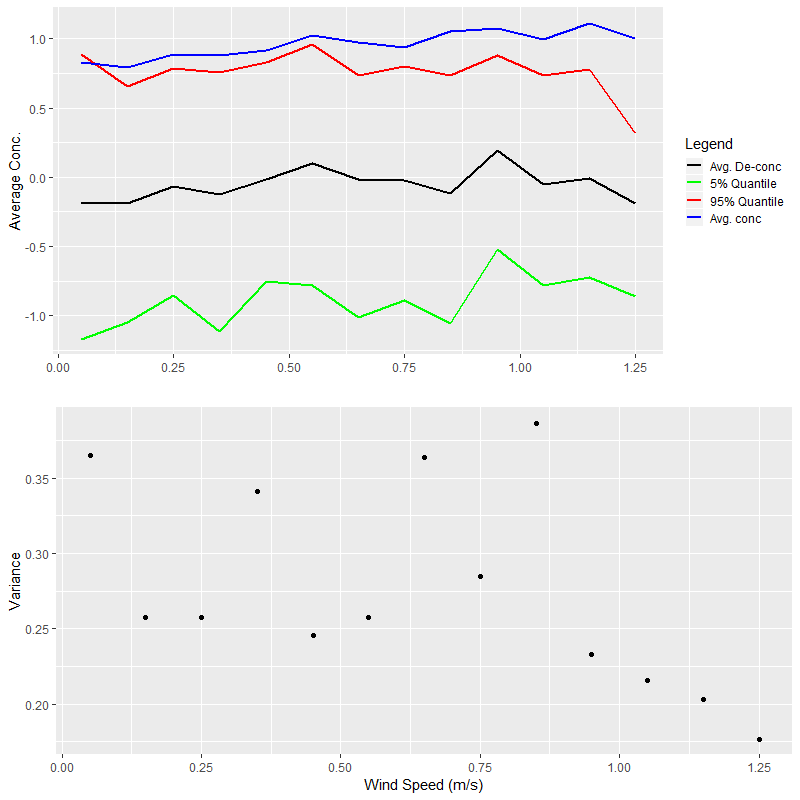 1.0
0.5
0.0
-0.5
-1.0
Average Conc.
0.00 0.25 0.50 0.75 1.00 1.25
Legend
Avg. De-conc
5% Quantile
95% Quantile
Avg. conc
0.35
0.30
0.25
0.20
Variance
0.00 0.25 0.50 0.75 1.00 1.25
Wind Speed (m/s)